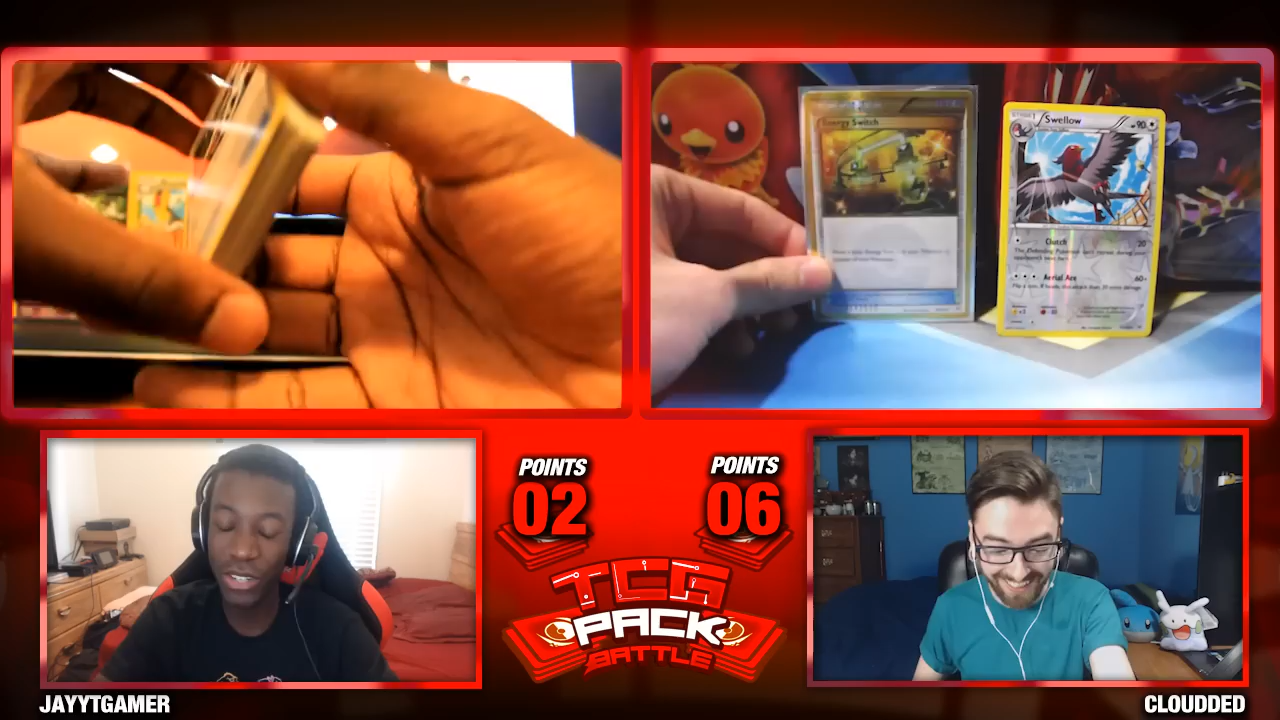 Energy Switch
Swellow
90
Clutch 20
Aerial Ace 60+
POINTS
02
POINTS
06
TCG
PACK
BATTLE
JAYYTGAMER
CLOUDDED